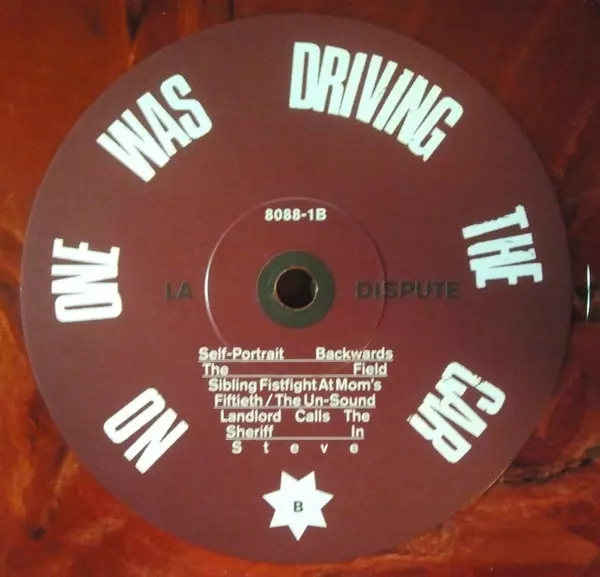 NO ONE WAS DRIVING THE CAR
8088-1B
LA DISPUTE
Self-Portrait Backwards
The Field
Sibling Fistfight At Mom's
Fiftieth / The Un-Sound
Landlord Calls The
Sheriff In
Steve
B